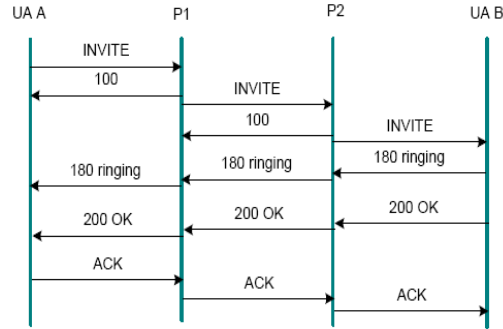 UA A P1 P2 UA B
INVITE
100
INVITE
100
INVITE
180 ringing
180 ringing
180 ringing
200 OK
200 OK
200 OK
ACK
ACK
ACK